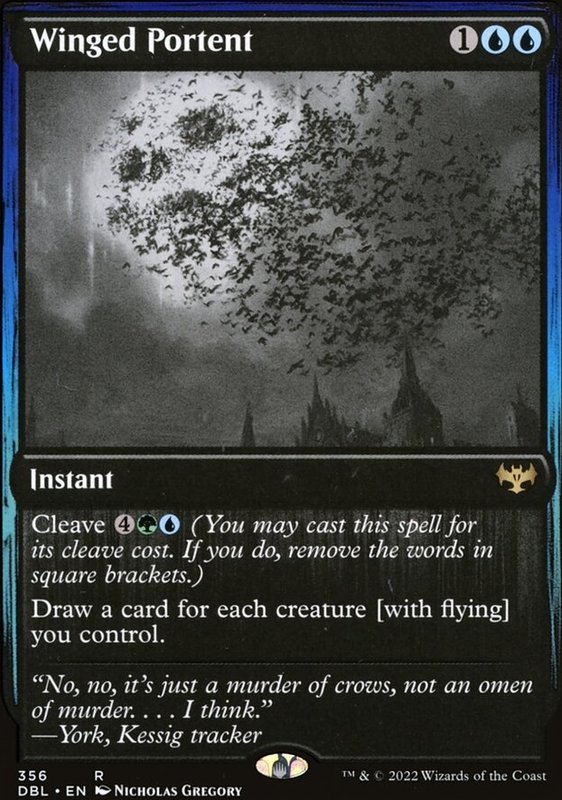 Winged Portent 1
Instant
Cleave 4 (You may cast this spell for
its cleave cost. If you do, remove the words in
square brackets.)
Draw a card for each creature [with flying]
you control.
“No, no, it’s just a murder of crows, not an omen
of murder. . . . I think.”
—York, Kessig tracker
356 R
DBL • EN Nicholas Gregory
™ & © 2022 Wizards of the Coast